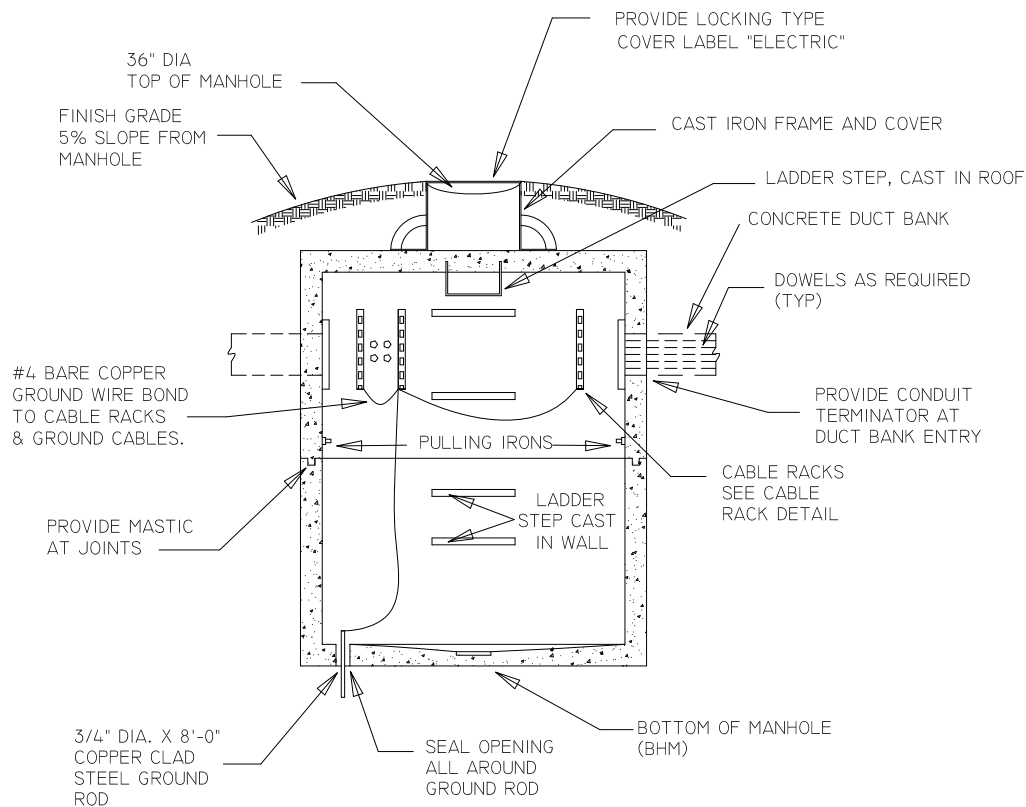 PROVIDE LOCKING TYPE
COVER LABEL "ELECTRIC"
36" DIA
TOP OF MANHOLE
FINISH GRADE
5% SLOPE FROM
MANHOLE
CAST IRON FRAME AND COVER
LADDER STEP, CAST IN ROOF
CONCRETE DUCT BANK
DOWELS AS REQUIRED
(TYP)
#4 BARE COPPER
GROUND WIRE BOND
TO CABLE RACKS
& GROUND CABLES.
PROVIDE CONDUIT
TERMINATOR AT
DUCT BANK ENTRY
PULLING IRONS
CABLE RACKS
SEE CABLE
RACK DETAIL
LADDER
STEP CAST
IN WALL
PROVIDE MASTIC
AT JOINTS
BOTTOM OF MANHOLE
(BHM)
3/4" DIA. X 8'-0"
COPPER CLAD
STEEL GROUND
ROD
SEAL OPENING
ALL AROUND
GROUND ROD